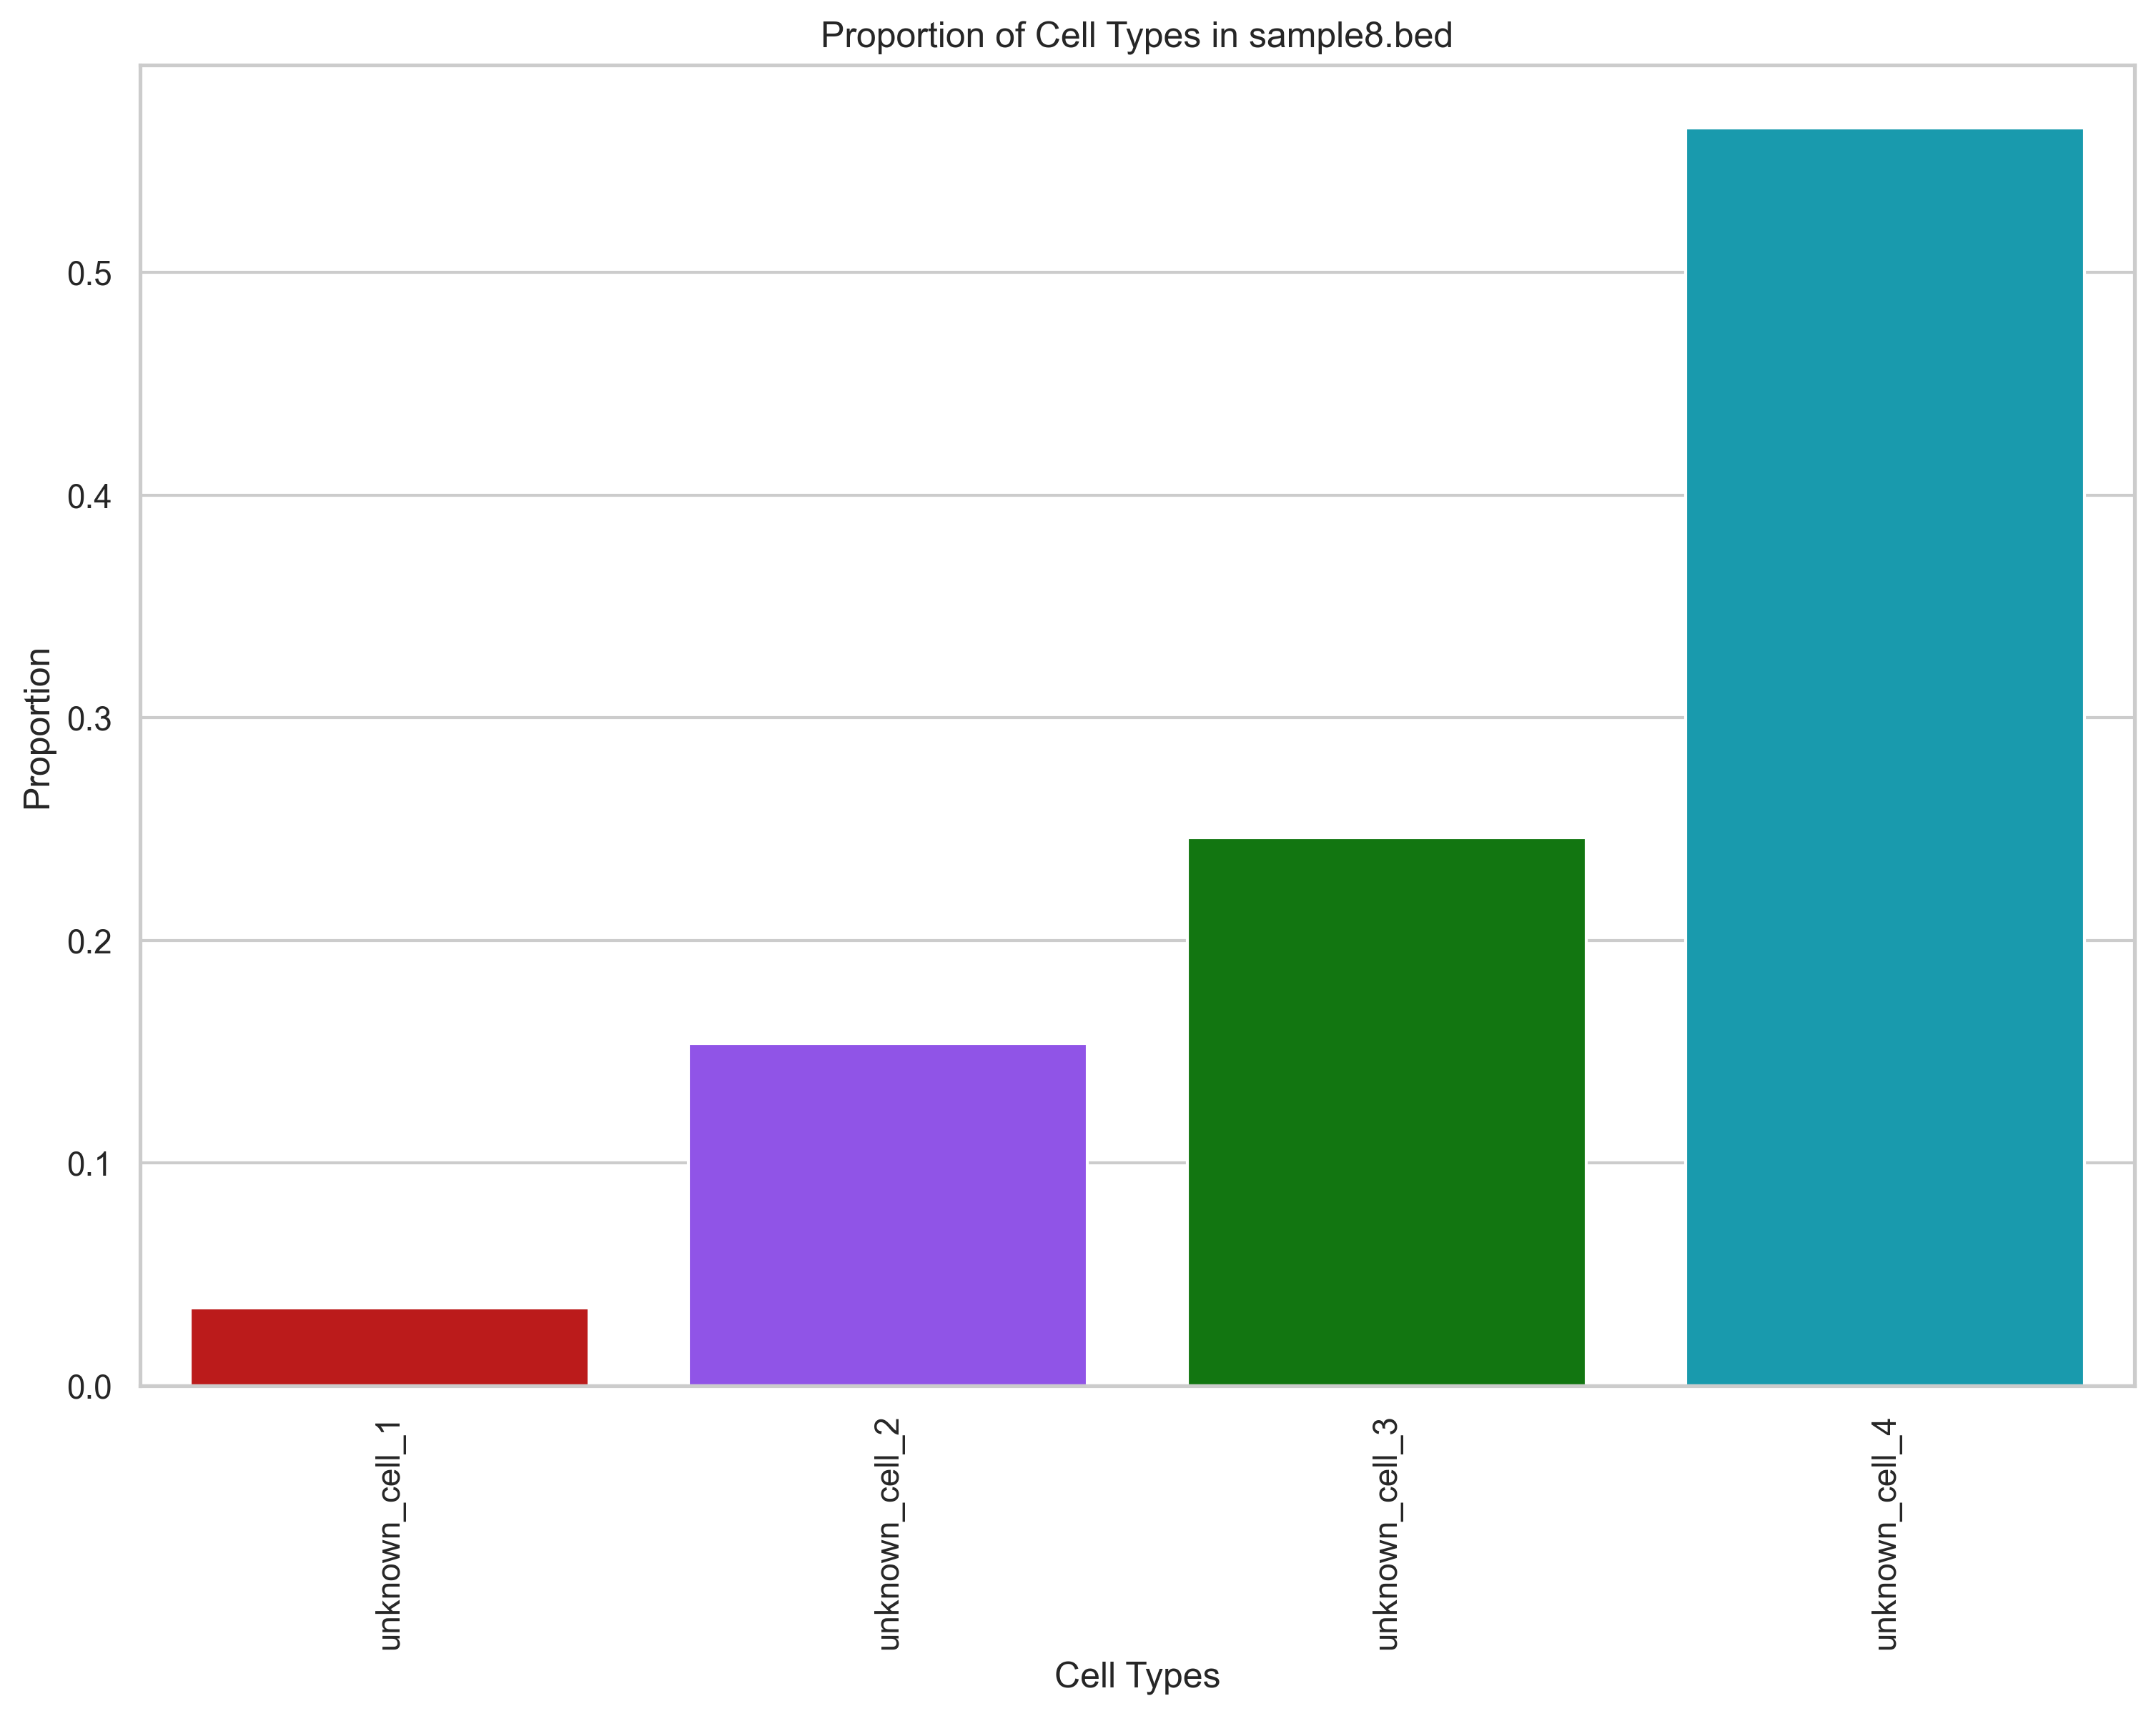 Proportion of Cell Types in sample8.bed
Proportion
0.5
0.4
0.3
0.2
0.1
0.0
unknown_cell_1
unknown_cell_2
unknown_cell_3
unknown_cell_4
Cell Types